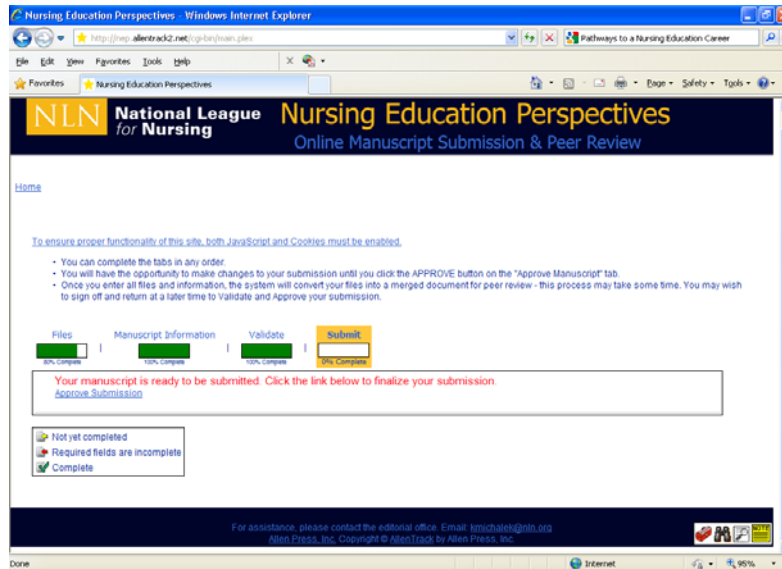 Nursing Education Perspectives - Windows Internet Explorer
http://nep.allentrack2.net/cgi-bin/main.plex
Pathways to a Nursing Education Career
File Edit View Favorites Tools Help
Favorites Nursing Education Perspectives Page Safety Tools
NLN National League for Nursing
Nursing Education Perspectives
Online Manuscript Submission & Peer Review
Home
To ensure proper functionality of this site, both JavaScript and Cookies must be enabled.
• You can complete the tabs in any order.
• You will have the opportunity to make changes to your submission until you click the APPROVE button on the "Approve Manuscript" tab.
• Once you enter all files and information, the system will convert your files into a merged document for peer review - this process may take some time. You may wish
to sign off and return at a later time to Validate and Approve your submission.
Files | Manuscript Information | Validate | Submit
80% Complete 100% Complete 100% Complete 0% Complete
Your manuscript is ready to be submitted. Click the link below to finalize your submission.
Approve Submission
Not yet completed
Required fields are incomplete
Complete
For assistance, please contact the editorial office. Email: kmichalek@nln.org
Allen Press, Inc. Copyright © AllenTrack by Allen Press, Inc.
NOTE
Done Internet 95%